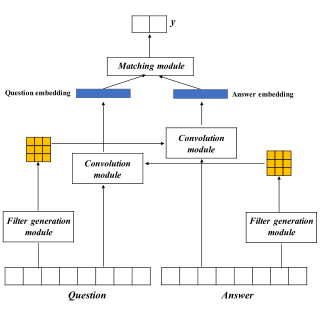 y
Matching module
Question embedding
Answer embedding
Convolution
module
Convolution
module
Filter generation
module
Filter generation
module
Question
Answer